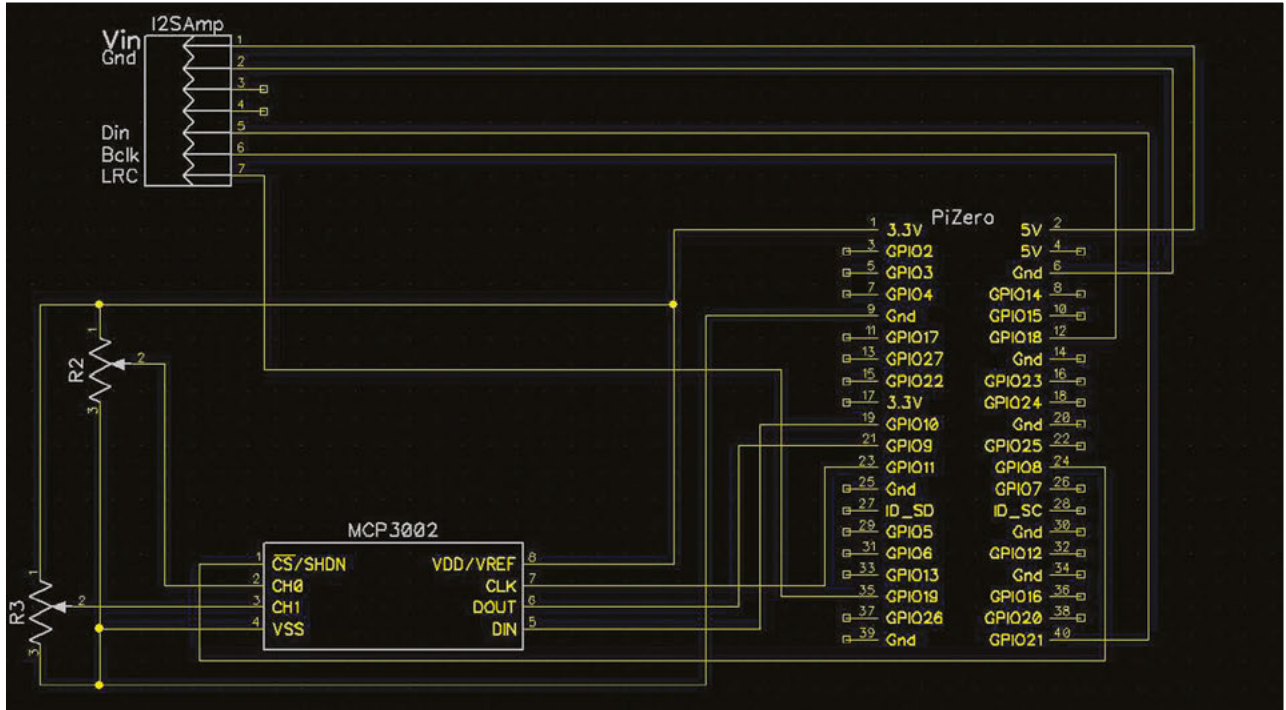 I2SAmp
Vin
Gnd
Din
Bclk
LRC
1
2
3
4
5
6
7
PiZero
1 3.3V 5V 2
3 GPIO2 5V 4
5 GPIO3 Gnd 6
7 GPIO4 GPIO14 8
9 Gnd GPIO15 10
11 GPIO17 GPIO18 12
13 GPIO27 Gnd 14
15 GPIO22 GPIO23 16
17 3.3V GPIO24 18
19 GPIO10 Gnd 20
21 GPIO9 GPIO25 22
23 GPIO11 GPIO8 24
25 Gnd GPIO7 26
27 ID_SD ID_SC 28
29 GPIO5 Gnd 30
31 GPIO6 GPIO12 32
33 GPIO13 Gnd 34
35 GPIO19 GPIO16 36
37 GPIO26 GPIO20 38
39 Gnd GPIO21 40
1
R2 2
3
MCP3002
1 CS/SHDN VDD/VREF 8
2 CH0 CLK 7
3 CH1 DOUT 6
4 VSS DIN 5
1
R3 2
3